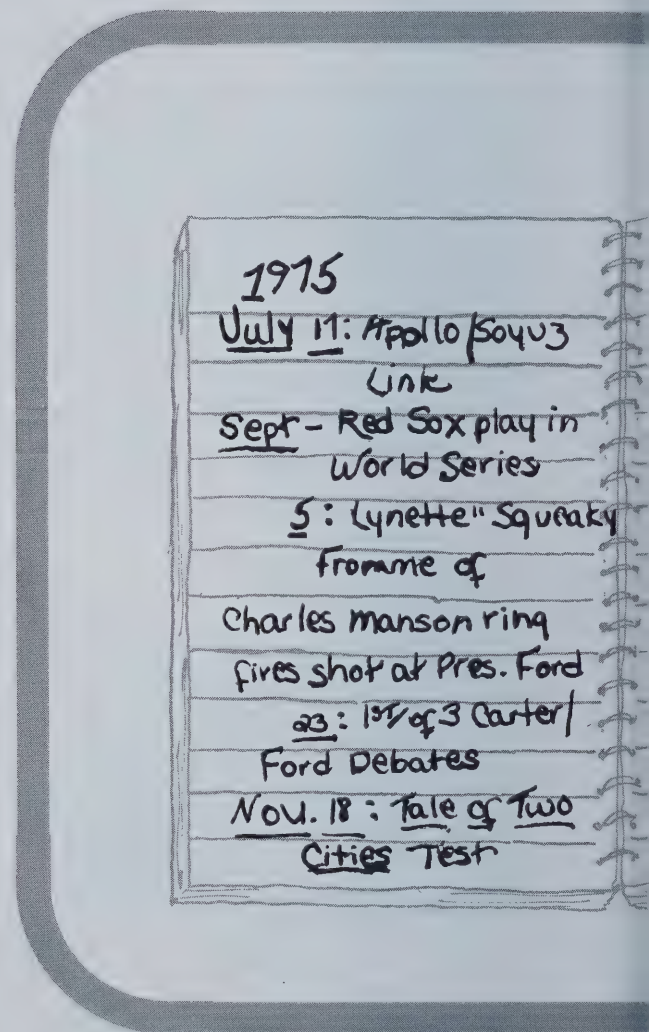 1975
July 17: Apollo/Soyuz
Link
Sept - Red Sox play in
World Series
5: Lynette" Squeaky
Fromme of
Charles manson ring
fires shot at Pres. Ford
23: 1st/ of 3 Carter/
Ford Debates
Nov. 18: Tale of Two
Cities Test